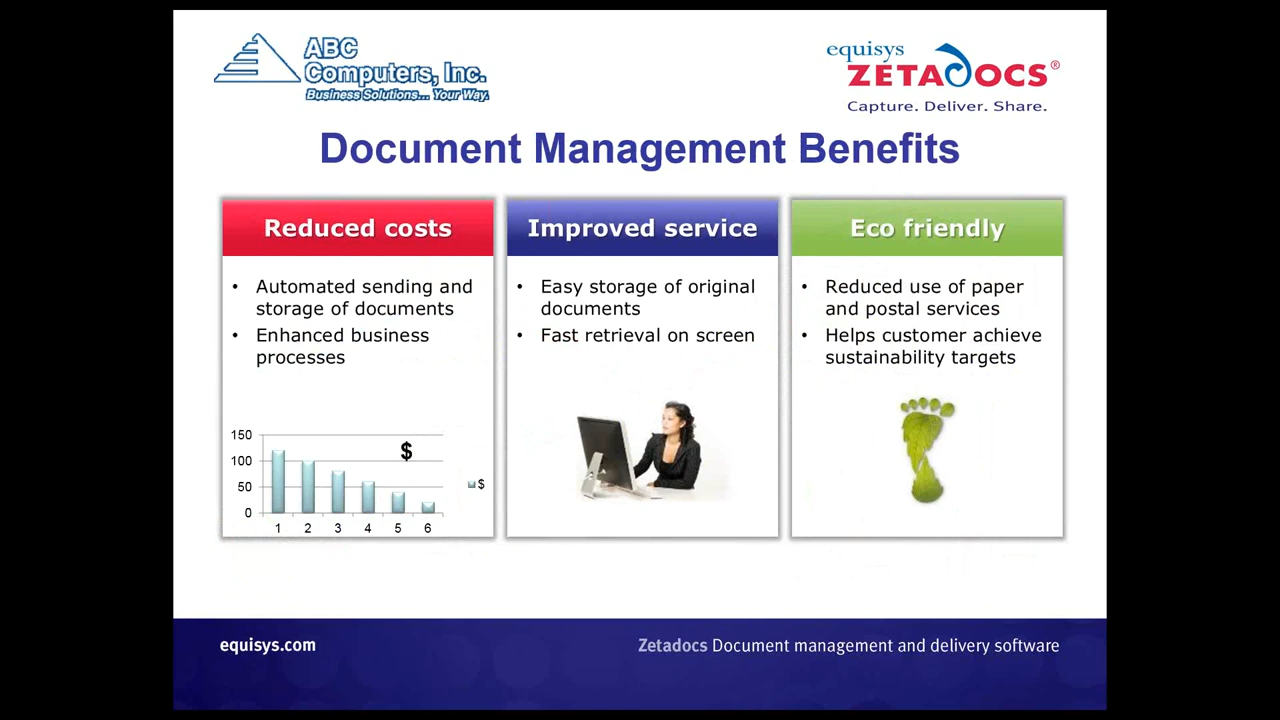 ABC
Computers, Inc.
Business Solutions... Your Way.
equisys
ZETADOCS®
Capture. Deliver. Share.
Document Management Benefits
Reduced costs
• Automated sending and
storage of documents
• Enhanced business
processes
150
100
50
0
$
$
1 2 3 4 5 6
Improved service
• Easy storage of original
documents
• Fast retrieval on screen
Eco friendly
• Reduced use of paper
and postal services
• Helps customer achieve
sustainability targets
equisys.com
Zetadocs Document management and delivery software